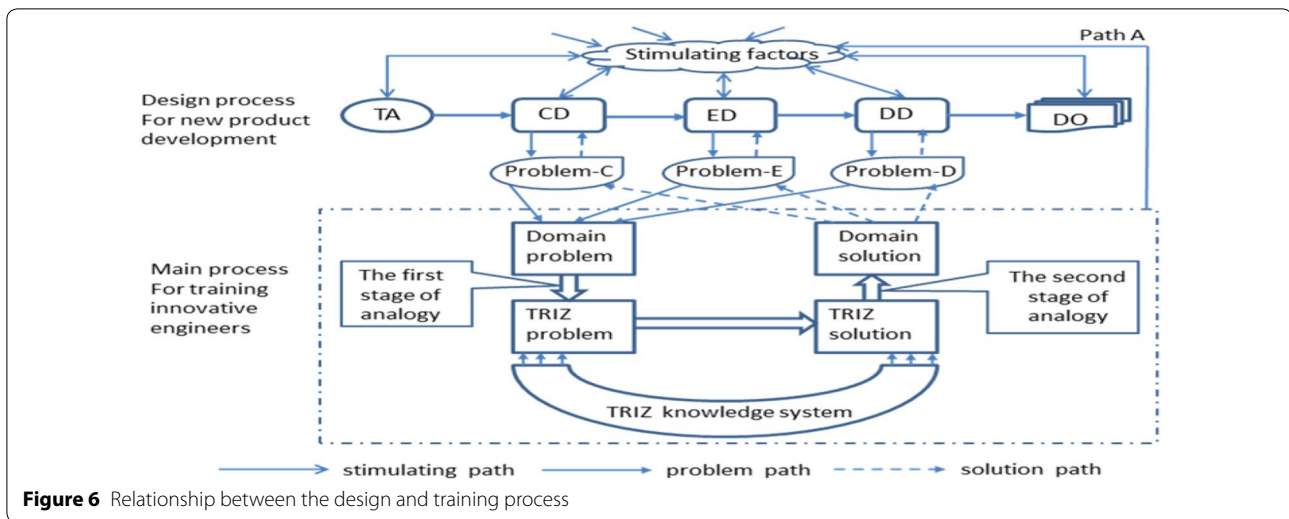 Path A
Stimulating factors
Design process
For new product
development
TA
CD
ED
DD
DO
Problem-C
Problem-E
Problem-D
Main process
For training
innovative
engineers
The first
stage of
analogy
Domain
problem
Domain
solution
The second
stage of
analogy
TRIZ
problem
TRIZ
solution
TRIZ knowledge system
stimulating path
problem path
solution path
Figure 6 Relationship between the design and training process